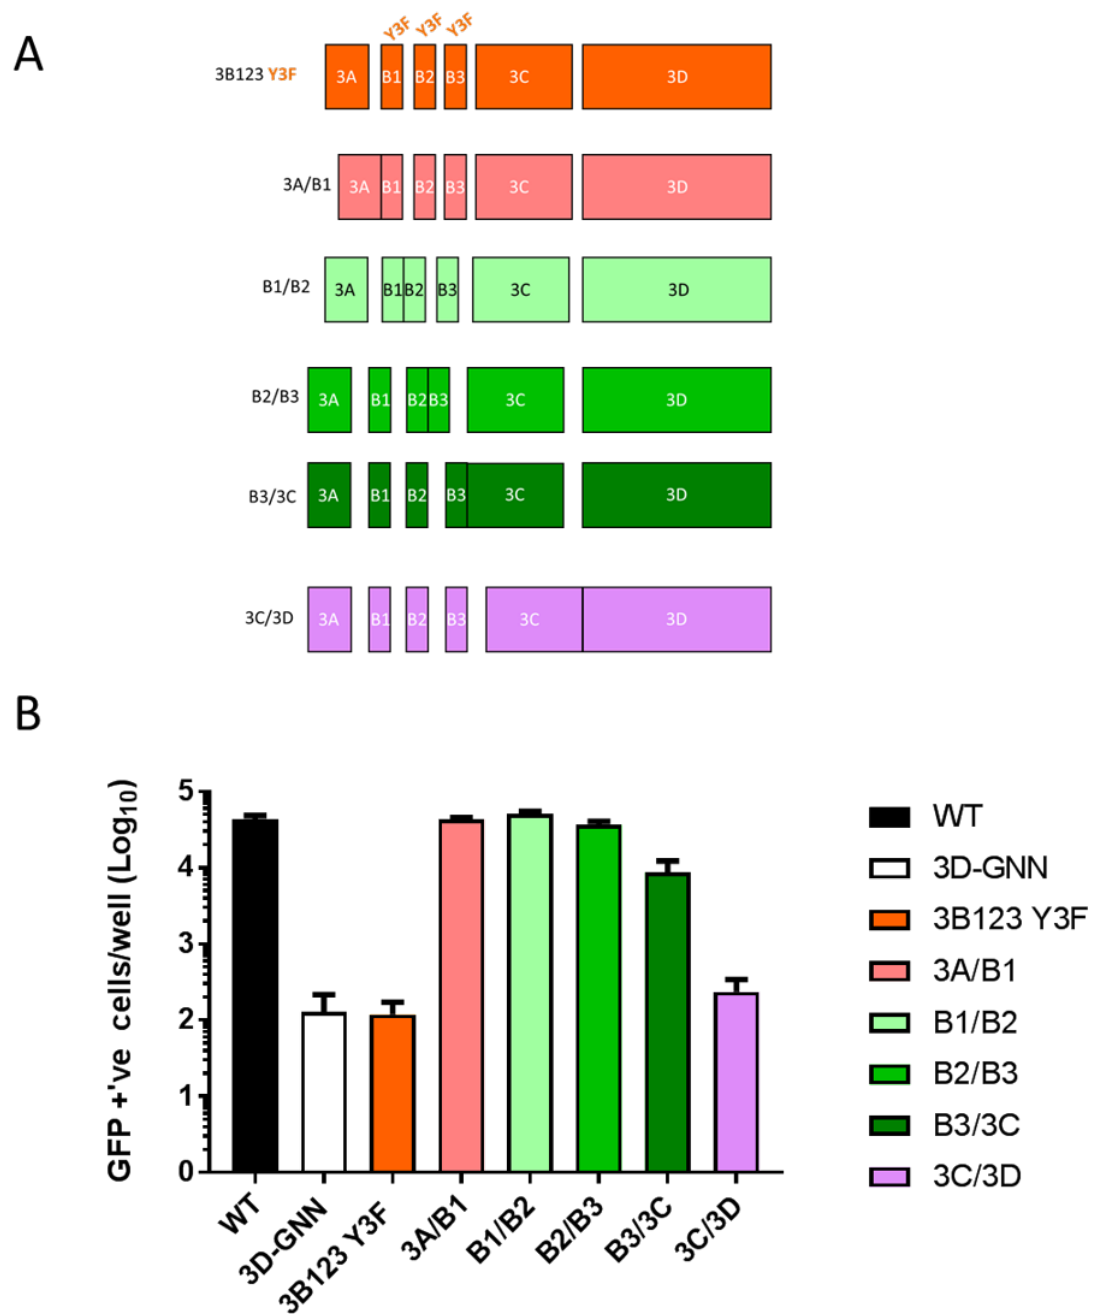 A
Y3F Y3F Y3F
3B123 Y3F 3A B1 B2 B3 3C 3D
3A/B1 3A B1 B2 B3 3C 3D
B1/B2 3A B1 B2 B3 3C 3D
B2/B3 3A B1 B2 B3 3C 3D
B3/3C 3A B1 B2 B3 3C 3D
3C/3D 3A B1 B2 B3 3C 3D
B
GFP +'ve cells/well (Log10)
5
4
3
2
1
0
WT
3D-GNN
3B123 Y3F
3A/B1
B1/B2
B2/B3
B3/3C
3C/3D
WT
3D-GNN
3B123 Y3F
3A/B1
B1/B2
B2/B3
B3/3C
3C/3D